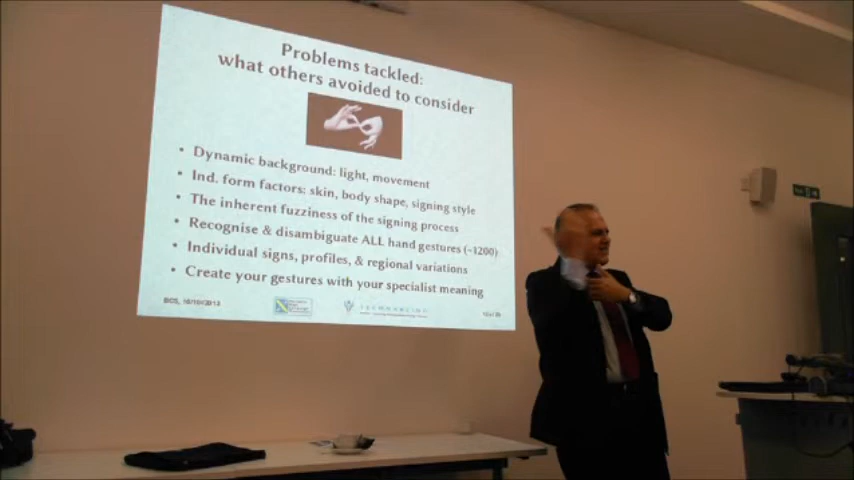 Problems tackled:
what others avoided to consider
• Dynamic background: light, movement
• Ind. form factors: skin, body shape, signing style
• The inherent fuzziness of the signing process
• Recognise & disambiguate ALL hand gestures (~1200)
• Individual signs, profiles, & regional variations
• Create your gestures with your specialist meaning
BCS, 16/10/2013
TECHNABLING